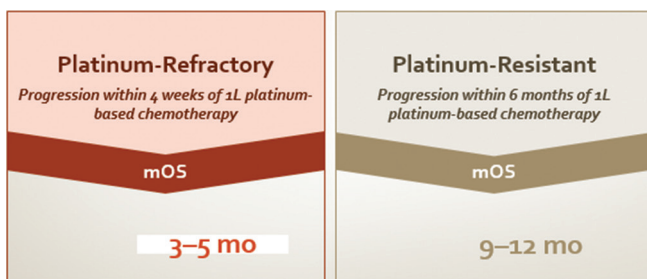 Platinum-Refractory
Progression within 4 weeks of 1L platinum-
based chemotherapy
mOS
3–5 mo
Platinum-Resistant
Progression within 6 months of 1L
platinum-based chemotherapy
mOS
9–12 mo